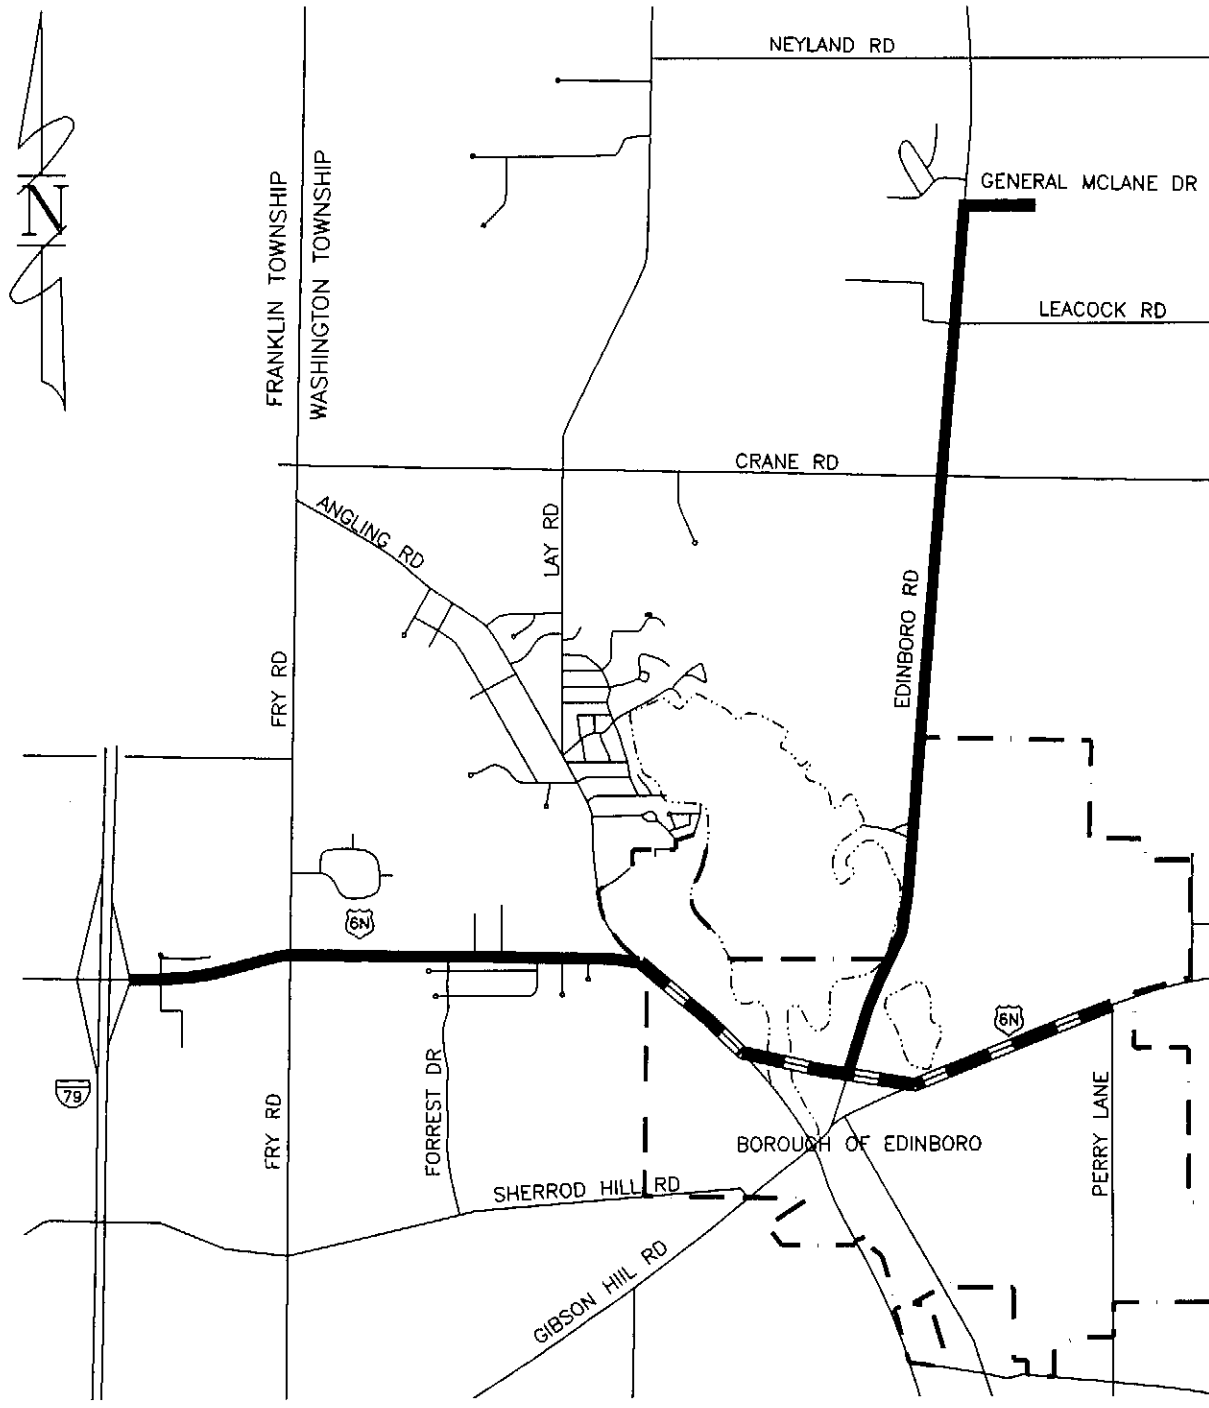 NEYLAND RD
N
GENERAL MCLANE DR
FRANKLIN TOWNSHIP
WASHINGTON TOWNSHIP
LEACOCK RD
CRANE RD
ANGLING RD
LAY RD
EDINBORO RD
FRY RD
6N
6N
79
FRY RD
FORREST DR
PERRY LANE
BOROUGH OF EDINBORO
SHERROD HILL RD
GIBSON HIIL RD